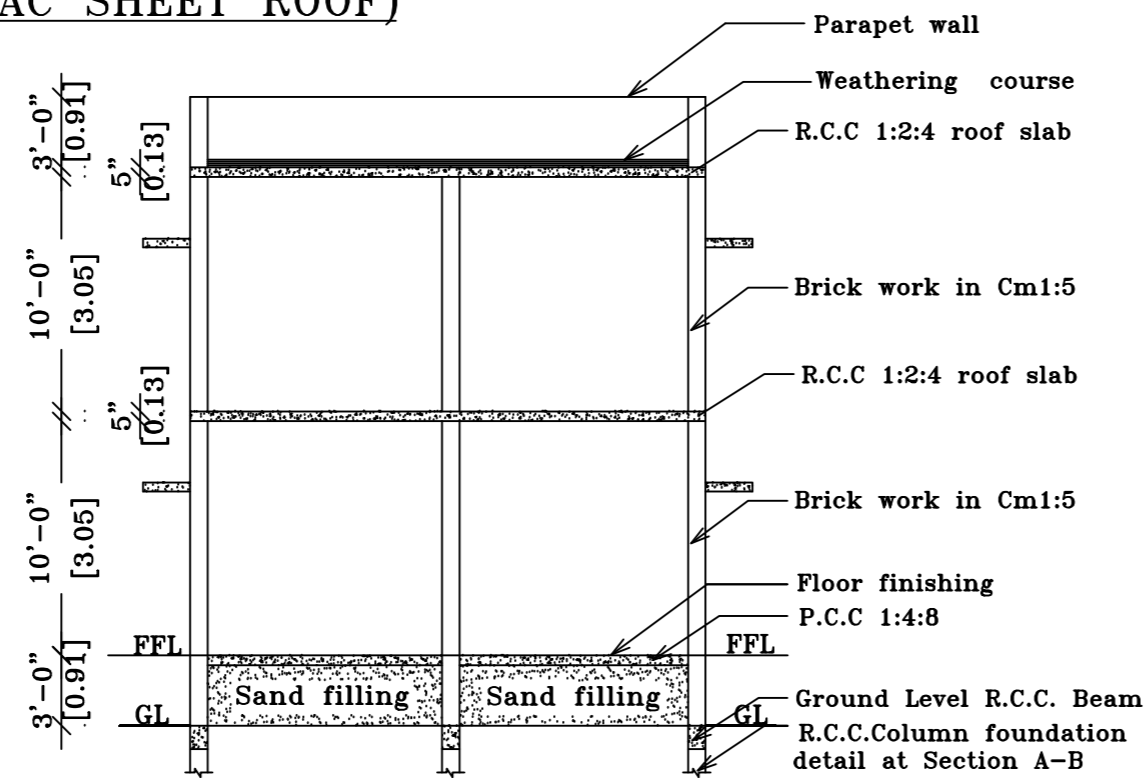 AC SHEET ROOF)
Parapet wall
Weathering course
R.C.C 1:2:4 roof slab
3'-0"
[0.91]
5"
[0.13]
10'-0"
[3.05]
Brick work in Cm1:5
R.C.C 1:2:4 roof slab
5"
[0.13]
10'-0"
[3.05]
Brick work in Cm1:5
Floor finishing
P.C.C 1:4:8
FFL
FFL
3'-0"
[0.91]
Sand filling
Sand filling
GL
GL
Ground Level R.C.C. Beam
R.C.C.Column foundation
detail at Section A-B